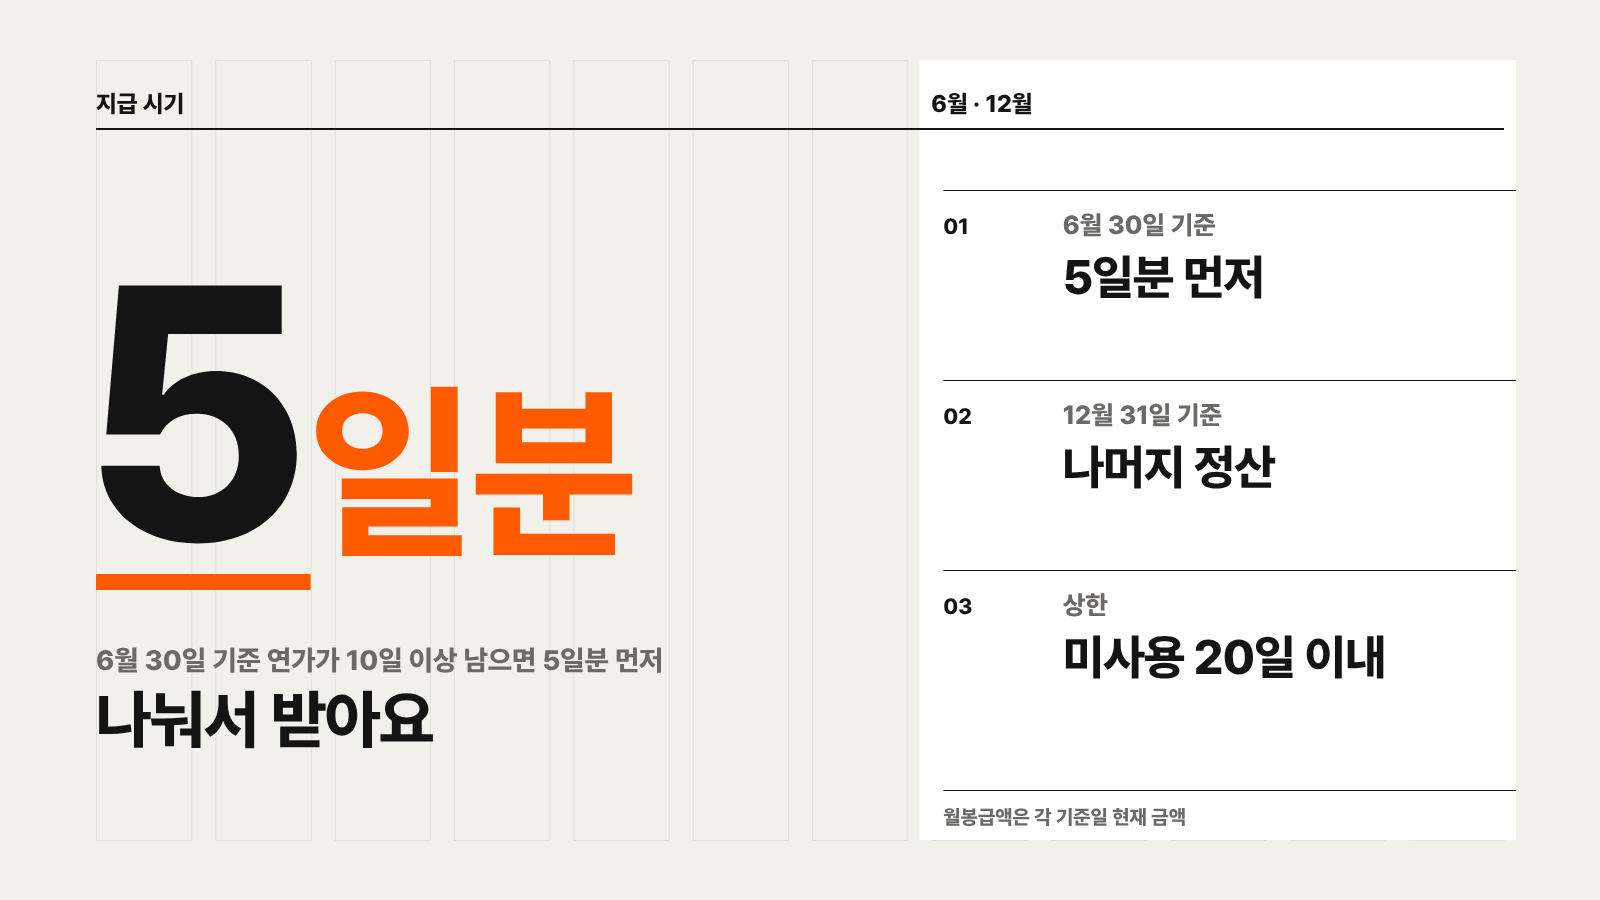 지급 시기
6월 · 12월
5일분
6월 30일 기준 연가가 10일 이상 남으면 5일분 먼저
나눠서 받아요
01
6월 30일 기준
5일분 먼저
02
12월 31일 기준
나머지 정산
03
상한
미사용 20일 이내
월봉급액은 각 기준일 현재 금액